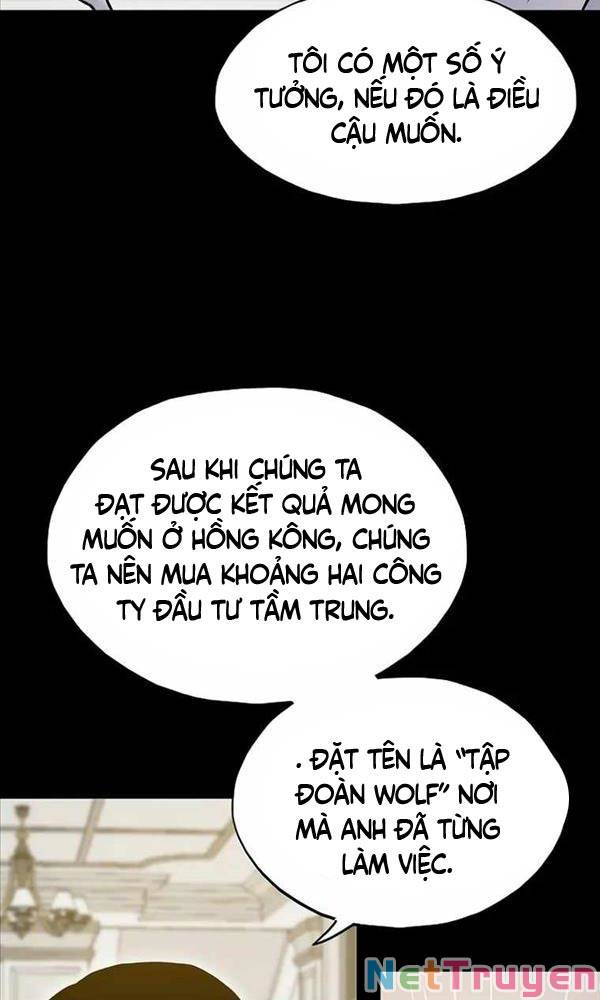 TÔI CÓ MỘT SỐ Ý
TƯỞNG, NẾU ĐÓ LÀ ĐIỀU
CẬU MUỐN.
SAU KHI CHÚNG TA
ĐẠT ĐƯỢC KẾT QUẢ MONG
MUỐN Ở HỒNG KÔNG, CHÚNG
TA NÊN MUA KHOẢNG HAI CÔNG
TY ĐẦU TƯ TẦM TRUNG.
. ĐẶT TÊN LÀ "TẬP
ĐOÀN WOLF" NƠI
MÀ ANH ĐÃ TỪNG
LÀM VIỆC.
NetTruyen